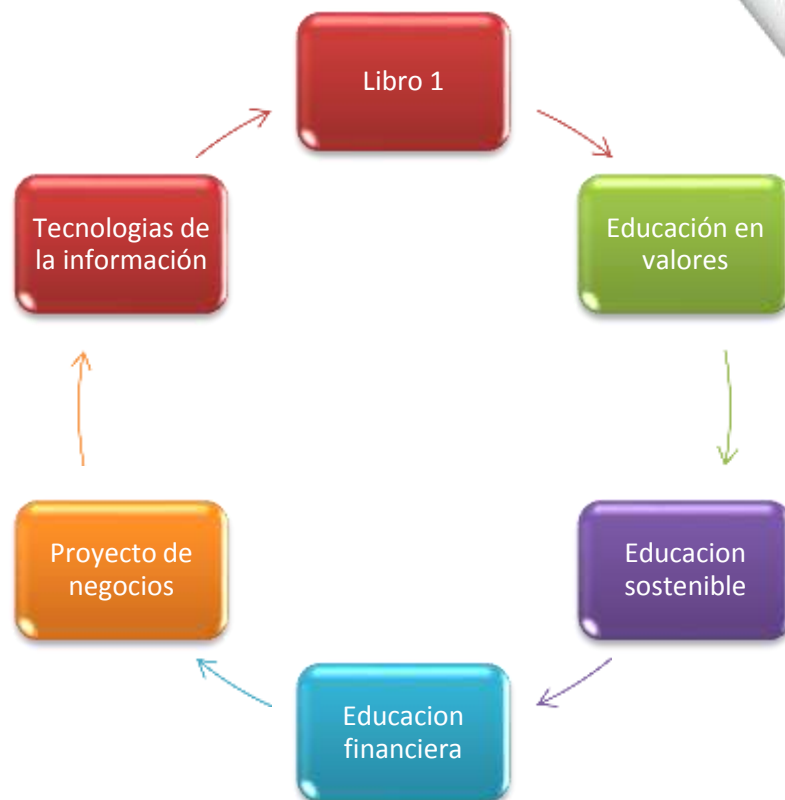 Libro 1
Educación en
valores
Educacion
sostenible
Educacion
financiera
Proyecto de
negocios
Tecnologias de
la información